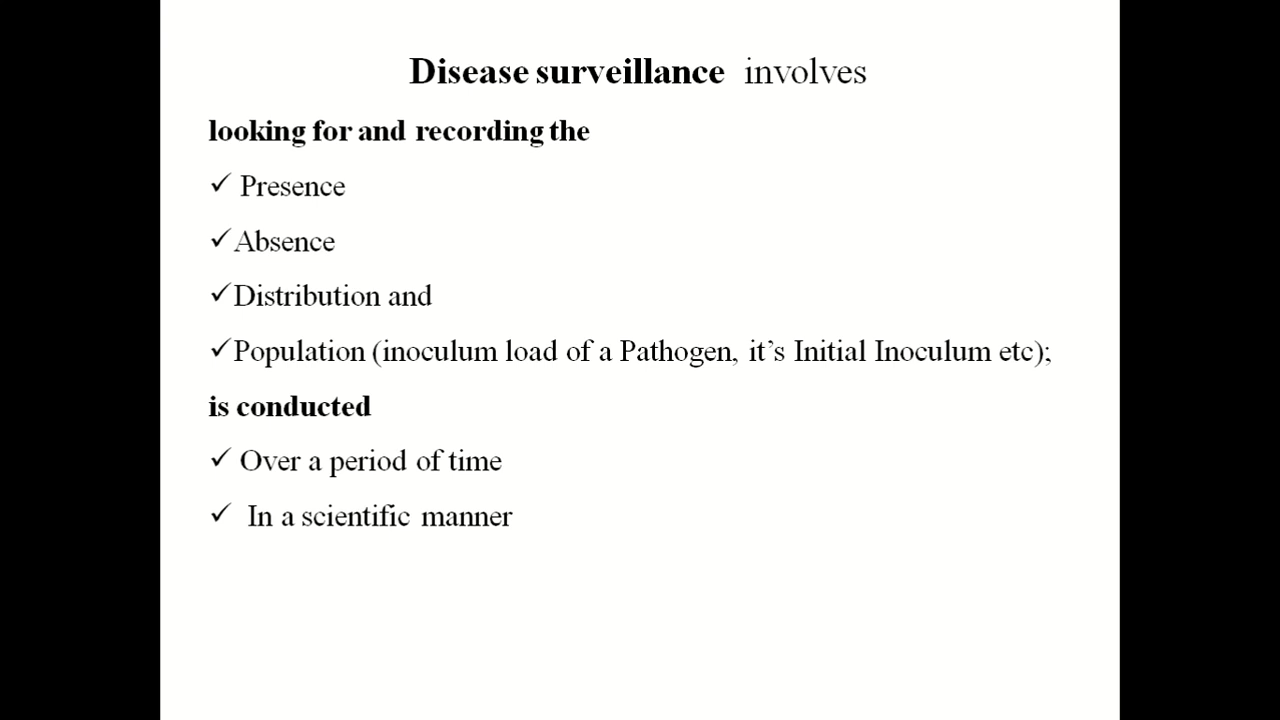 Disease surveillance involves
looking for and recording the
✓ Presence
✓Absence
✓Distribution and
✓Population (inoculum load of a Pathogen, it’s Initial Inoculum etc);
is conducted
✓ Over a period of time
✓ In a scientific manner